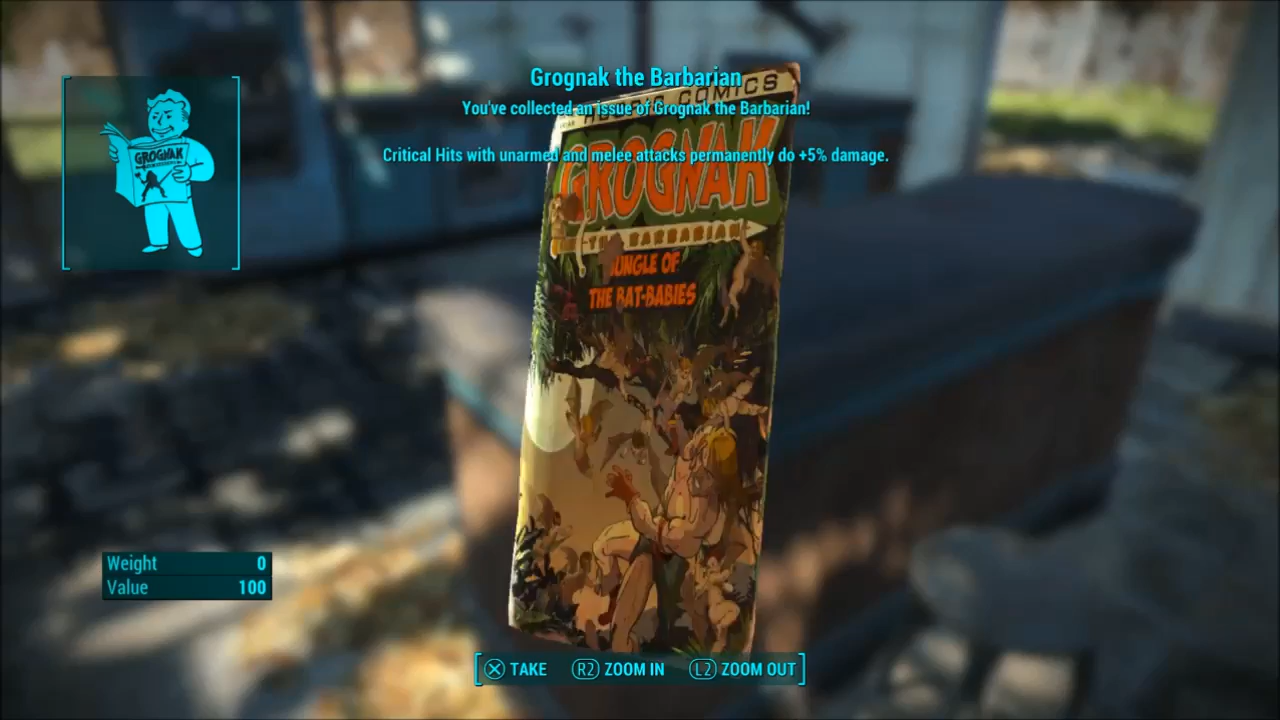 Grognak the Barbarian
You've collected an issue of Grognak the Barbarian!
Critical Hits with unarmed and melee attacks permanently do +5% damage.
COMICS
GROGNAK
GROGNAK
THE BARBARIAN
JUNGLE OF
THE BAT-BABIES
Weight 0
Value 100
TAKE R2 ZOOM IN L2 ZOOM OUT